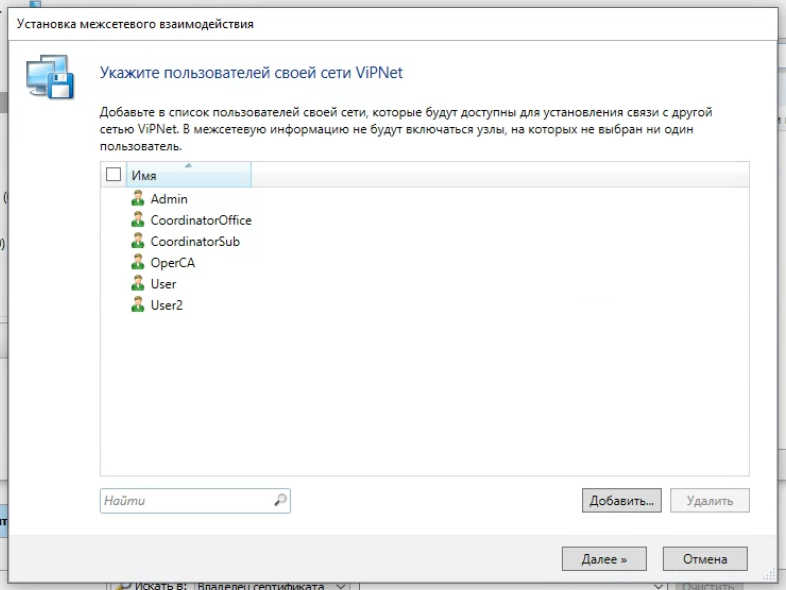 Установка межсетевого взаимодействия
Укажите пользователей своей сети ViPNet
Добавьте в список пользователей своей сети, которые будут доступны для установления связи с другой
сетью ViPNet. В межсетевую информацию не будут включаться узлы, на которых не выбран ни один
пользователь.
Имя
Admin
CoordinatorOffice
CoordinatorSub
OperCA
User
User2
Найти
Добавить...
Удалить
Далее »
Отмена
Искать в: Владелец сертификата
Очистить